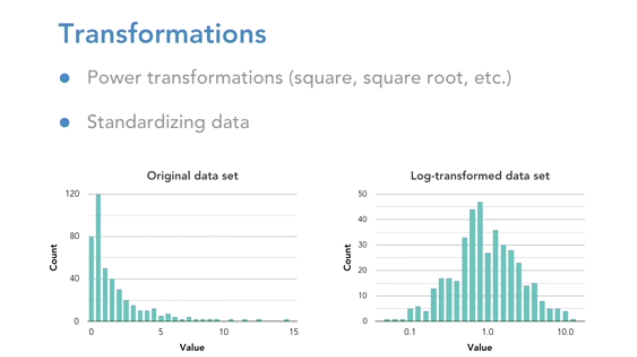 Transformations
● Power transformations (square, square root, etc.)
● Standardizing data
Original data set
120
80
40
0
Count
0 5 10 15
Value
Log-transformed data set
50
40
30
20
10
0
Count
0.1 1.0 10.0
Value